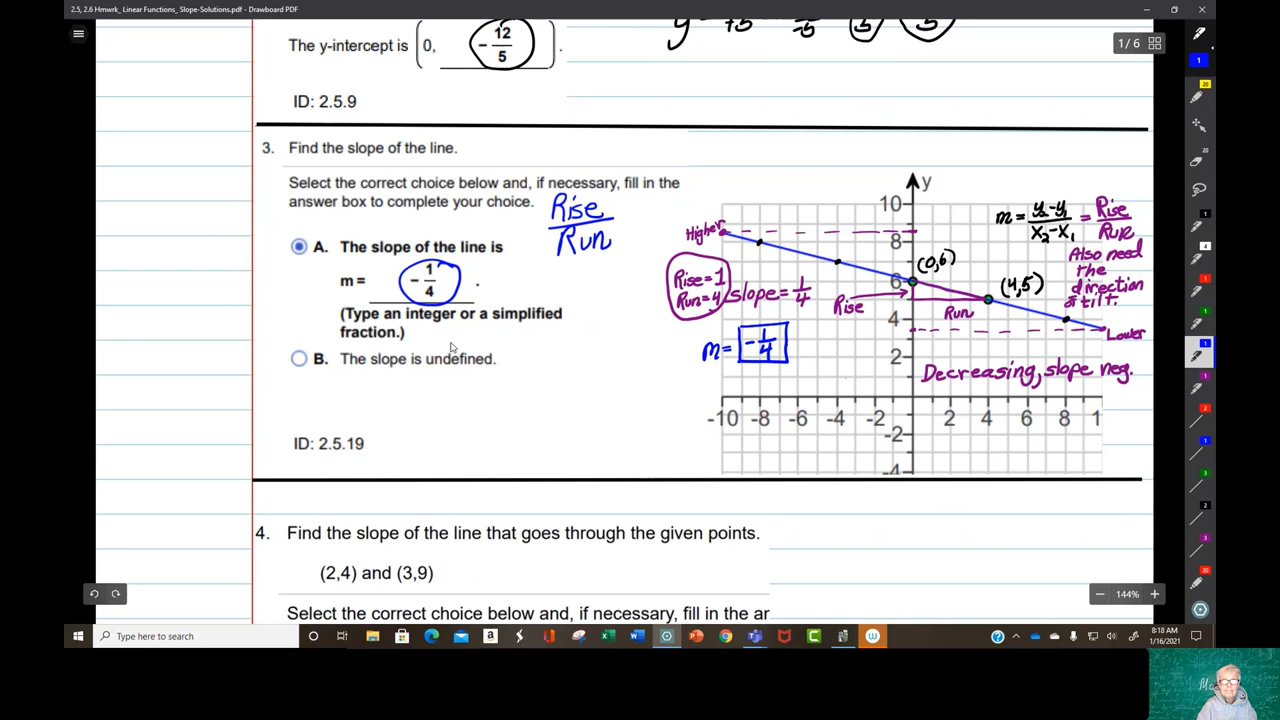 2.5, 2.6 Hmwrk_ Linear Functions_ Slope-Solutions.pdf - Drawboard PDF
1/6
The y-intercept is (0, -12/5).
y =
ID: 2.5.9
3. Find the slope of the line.
Select the correct choice below and, if necessary, fill in the
answer box to complete your choice.
Rise/Run
A. The slope of the line is
m = -1/4.
(Type an integer or a simplified
fraction.)
B. The slope is undefined.
ID: 2.5.19
y
10
8
6
4
2
-10 -8 -6 -4 -2 2 4 6 8 1
-2
-4
Higher
Rise=1
Run=4
slope=1/4
m= -1/4
Rise
Run
(0,6)
(4,5)
m = y2-y1/x2-x1 = Rise/Run
Also need
the
direction
of tilt.
Lower
Decreasing, slope neg.
4. Find the slope of the line that goes through the given points.
(2,4) and (3,9)
Select the correct choice below and, if necessary, fill in the ar
144%
Type here to search
8:18 AM
1/16/2021